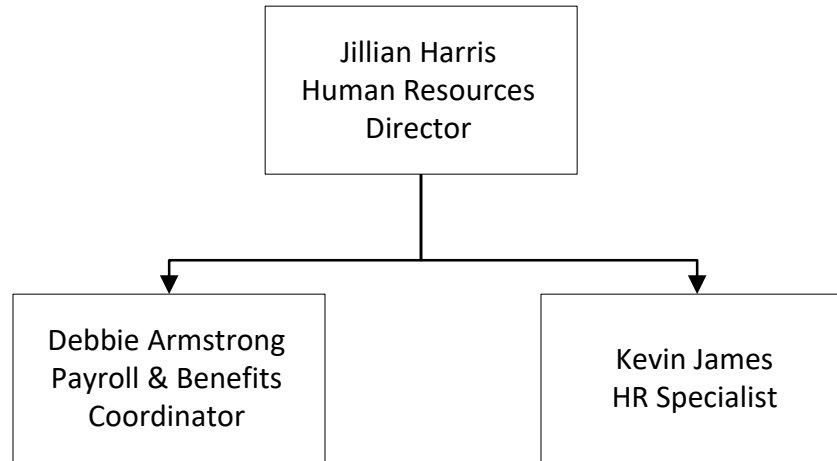 Jillian Harris
Human Resources
Director
Debbie Armstrong
Payroll & Benefits
Coordinator
Kevin James
HR Specialist